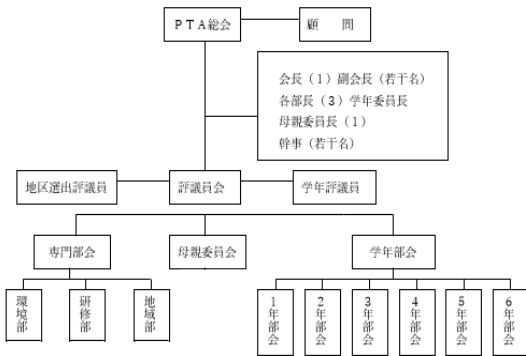 ＰＴＡ総会
顧　問
会長（１）副会長（若干名）
各部長（３）学年委員長
母親委員長（１）
幹事（若干名）
地区選出評議員
評議員会
学年評議員
専門部会
母親委員会
学年部会
環境部
研修部
地域部
１年部会
２年部会
３年部会
４年部会
５年部会
６年部会